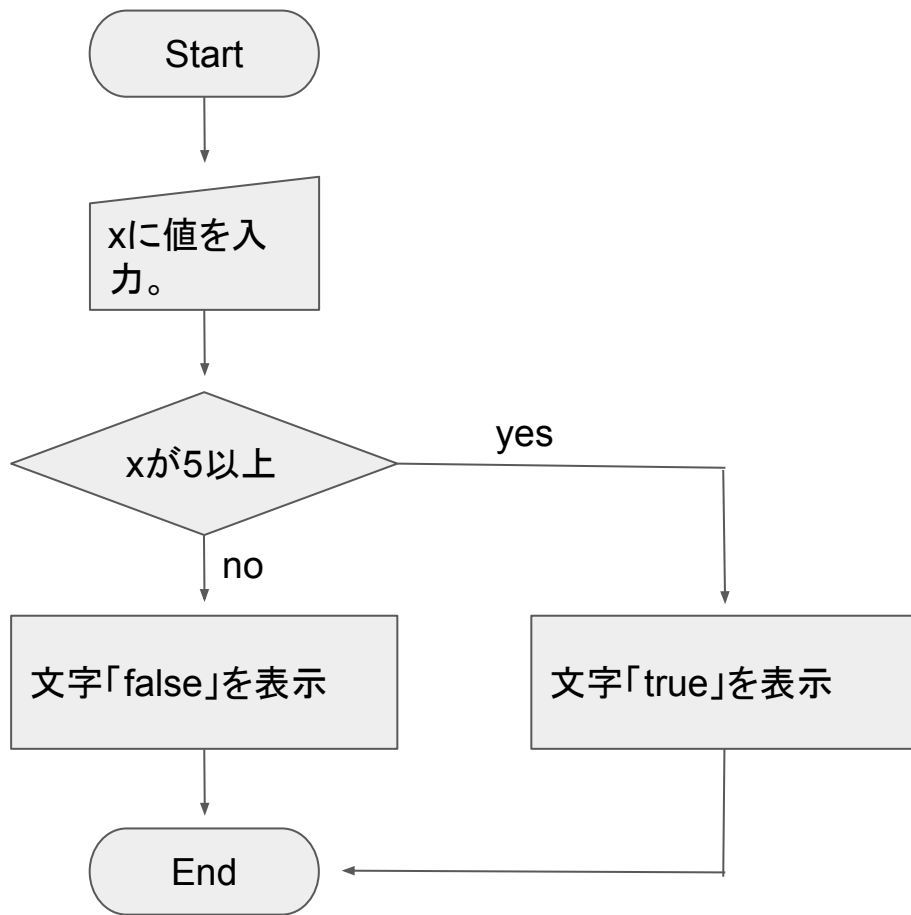 Start
xに値を入
力。
xが5以上
yes
no
文字「false」を表示
文字「true」を表示
End